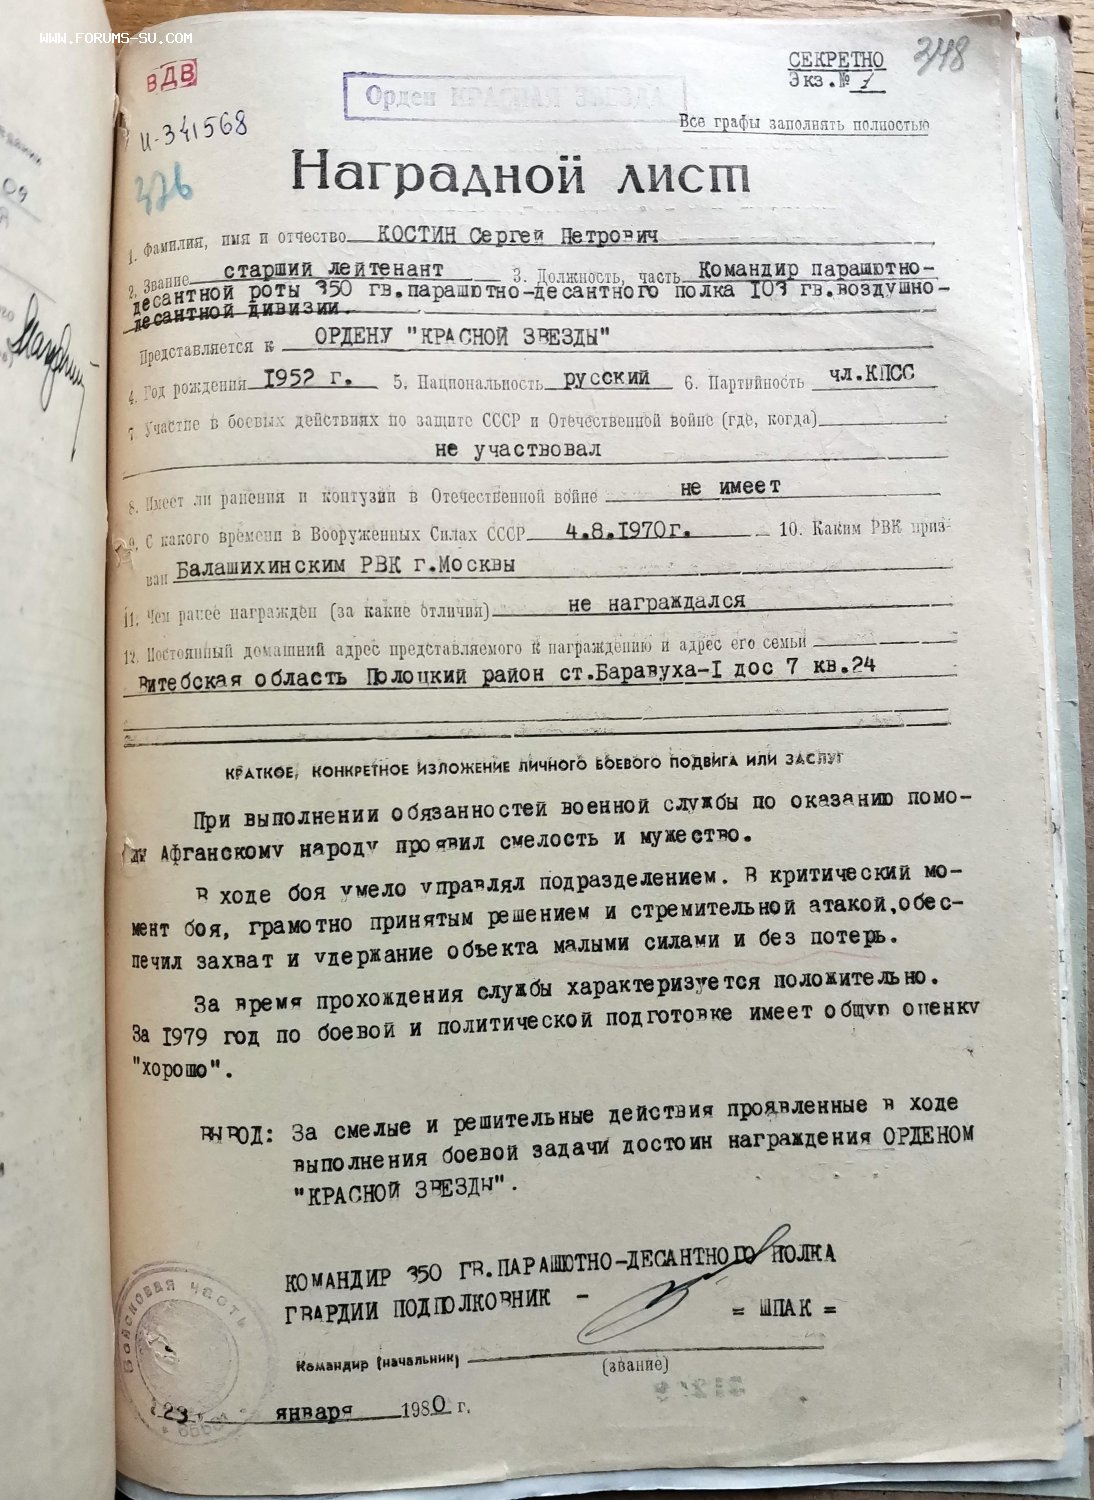 WWW.FORUMS-SU.COM
ВДВ
Орден КРАСНАЯ ЗВЕЗДА
СЕКРЕТНО
Экз.№ 1
348
И-341568
Все графы заполнять полностью
376
Наградной лист
1. Фамилия, имя и отчество КОСТИН Сергей Петрович
2. Звание старший лейтенант 3. Должность, часть Командир парашютно-
десантной роты 350 гв.парашютно-десантного полка 103 гв.воздушно-
десантной дивизии.
Представляется к ОРДЕНУ "КРАСНОЙ ЗВЕЗДЫ"
4. Год рождения 1952 г. 5. Национальность русский 6. Партийность чл.КПСС
7. Участие в боевых действиях по защите СССР и Отечественной войне (где, когда)
не участвовал
8. Имеет ли ранения и контузии в Отечественной войне не имеет
9. С какого времени в Вооруженных Силах СССР 4.8.1970г. 10. Каким РВК приз-
ван Балашихинским РВК г.Москвы
11. Чем ранее награжден (за какие отличия) не награждался
12. Постоянный домашний адрес представляемого к награждению и адрес его семьи
Витебская область Полоцкий район ст.Баравуха-I дос 7 кв.24
КРАТКОЕ, КОНКРЕТНОЕ ИЗЛОЖЕНИЕ ЛИЧНОГО БОЕВОГО ПОДВИГА ИЛИ ЗАСЛУГ
При выполнении обязанностей военной службы по оказанию помо-
щи Афганскому народу проявил смелость и мужество.
В ходе боя умело управлял подразделением. В критический мо-
мент боя, грамотно принятым решением и стремительной атакой,обес-
печил захват и удержание объекта малыми силами и без потерь.
За время прохождения службы характеризуется положительно.
За 1979 год по боевой и политической подготовке имеет общую оценку
"хорошо".
ВЫВОД: За смелые и решительные действия проявленные в ходе
выполнения боевой задачи достоин награждения ОРДЕНОМ
"КРАСНОЙ ЗВЕЗДЫ".
КОМАНДИР 350 ГВ.ПАРАШЮТНО-ДЕСАНТНОГО ПОЛКА
ГВАРДИИ ПОДПОЛКОВНИК - = ШПАК =
Командир (начальник)
(звание)
Войсковая часть
23 января 1980 г.